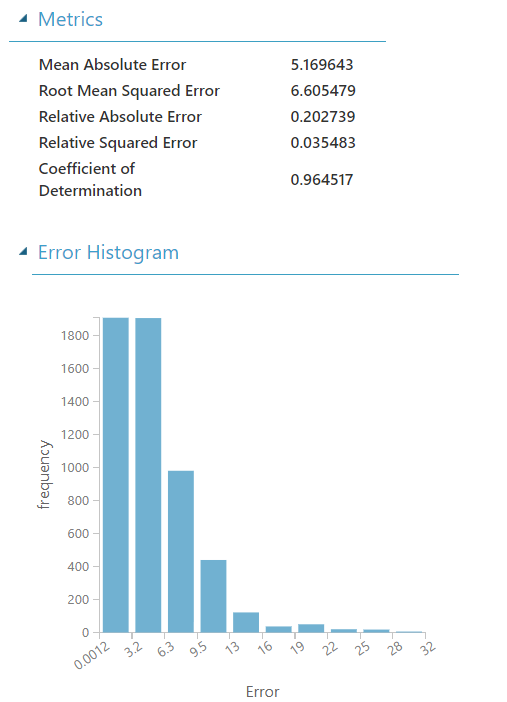 Metrics
Mean Absolute Error 5.169643
Root Mean Squared Error 6.605479
Relative Absolute Error 0.202739
Relative Squared Error 0.035483
Coefficient of
Determination 0.964517
Error Histogram
1800
1600
1400
1200
1000
800
600
400
200
0
frequency
0.0012 3.2 6.3 9.5 13 16 19 22 25 28 32
Error